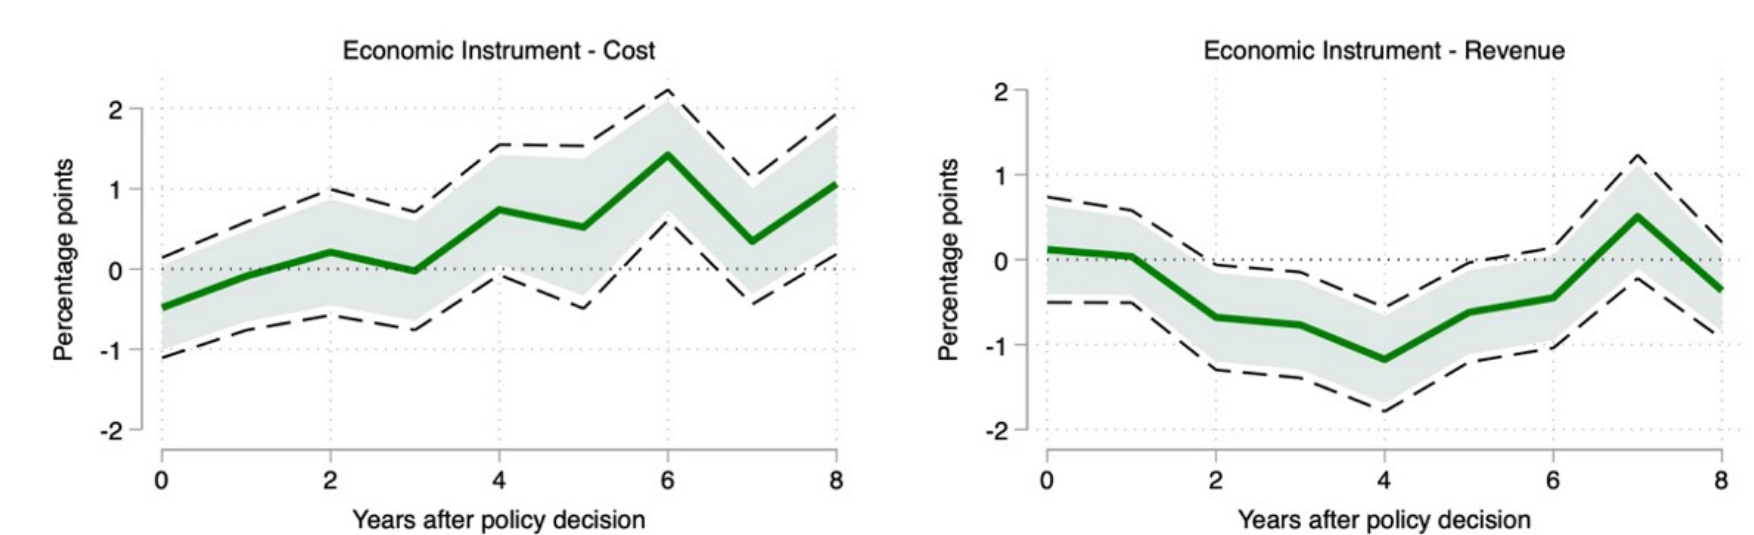 Economic Instrument - Cost
Percentage points
2
1
0
-1
-2
0 2 4 6 8
Years after policy decision
Economic Instrument - Revenue
Percentage points
2
1
0
-1
-2
0 2 4 6 8
Years after policy decision